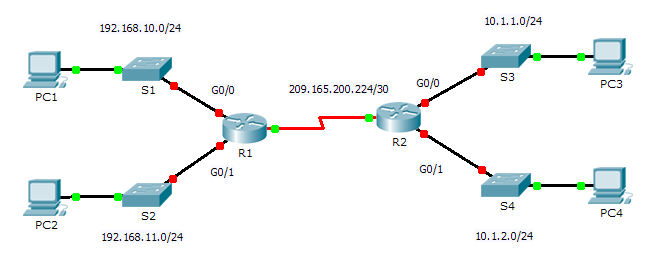 192.168.10.0/24
10.1.1.0/24
PC1
S1
G0/0
209.165.200.224/30
G0/0
S3
PC3
R1
R2
G0/1
G0/1
PC2
S2
S4
PC4
192.168.11.0/24
10.1.2.0/24